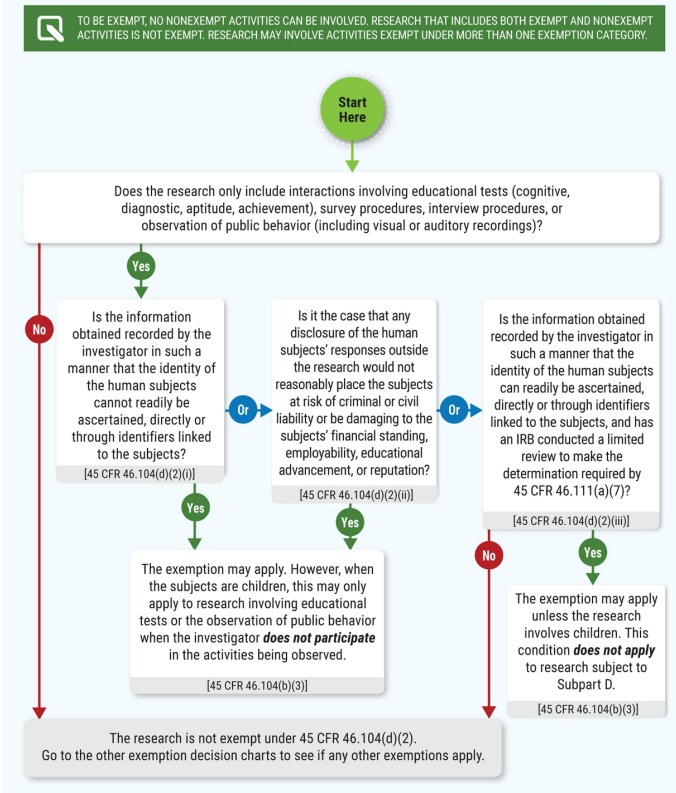 TO BE EXEMPT, NO NONEXEMPT ACTIVITIES CAN BE INVOLVED. RESEARCH THAT INCLUDES BOTH EXEMPT AND NONEXEMPT
ACTIVITIES IS NOT EXEMPT. RESEARCH MAY INVOLVE ACTIVITIES EXEMPT UNDER MORE THAN ONE EXEMPTION CATEGORY.
Start
Here
Does the research only include interactions involving educational tests (cognitive,
diagnostic, aptitude, achievement), survey procedures, interview procedures, or
observation of public behavior (including visual or auditory recordings)?
Yes
No
Is the information
obtained recorded by the
investigator in such a
manner that the identity of
the human subjects
cannot readily be
ascertained, directly or
through identifiers linked
to the subjects?
[45 CFR 46.104(d)(2)(i)]
Or
Is it the case that any
disclosure of the human
subjects' responses outside
the research would not
reasonably place the subjects
at risk of criminal or civil
liability or be damaging to the
subjects' financial standing,
employability, educational
advancement, or reputation?
[45 CFR 46.104(d)(2)(ii)]
Or
Is the information obtained
recorded by the investigator in
such a manner that the
identity of the human subjects
can readily be ascertained,
directly or through identifiers
linked to the subjects, and has
an IRB conducted a limited
review to make the
determination required by
45 CFR 46.111(a)(7)?
[45 CFR 46.104(d)(2)(iii)]
Yes
Yes
No
Yes
The exemption may apply. However, when
the subjects are children, this may only
apply to research involving educational
tests or the observation of public behavior
when the investigator does not participate
in the activities being observed.
[45 CFR 46.104(b)(3)]
The exemption may apply
unless the research
involves children. This
condition does not apply
to research subject to
Subpart D.
[45 CFR 46.104(b)(3)]
The research is not exempt under 45 CFR 46.104(d)(2).
Go to the other exemption decision charts to see if any other exemptions apply.